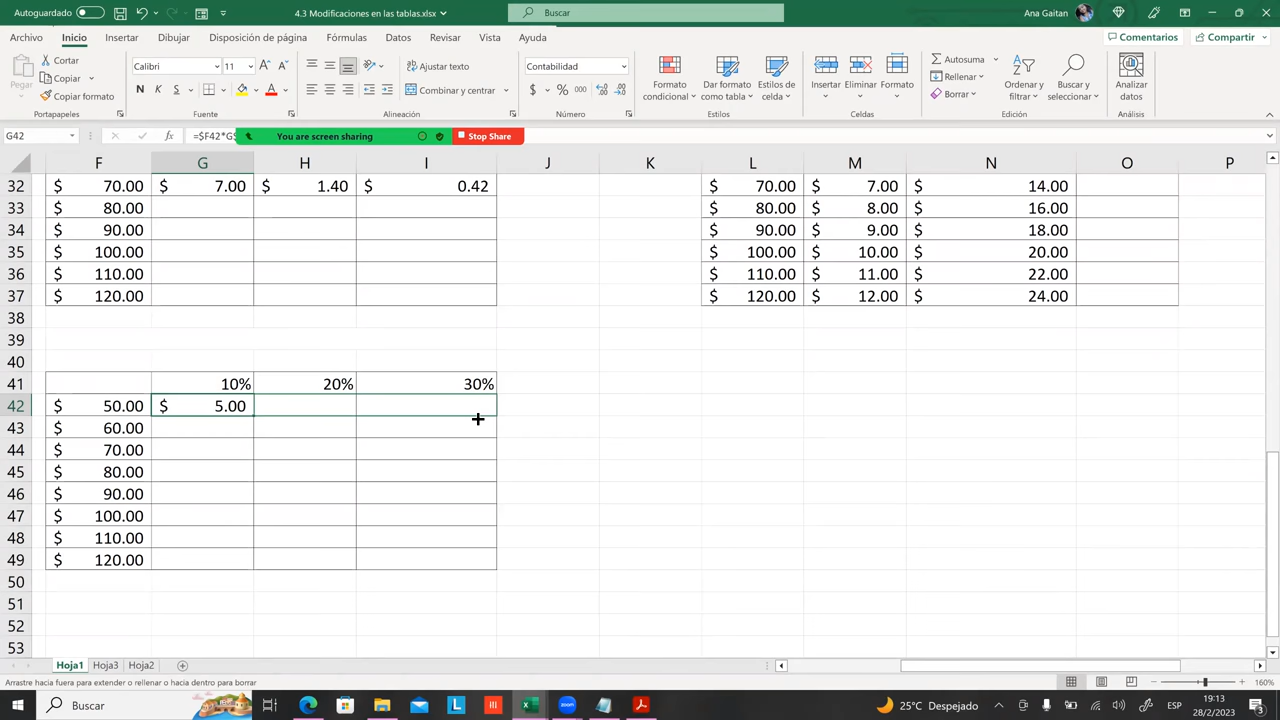 Autoguardado
4.3 Modificaciones en las tablas.xlsx
Buscar
Ana Gaitan
Archivo Inicio Insertar Dibujar Disposición de página Fórmulas Datos Revisar Vista Ayuda
Comentarios Compartir
Pegar
Cortar
Copiar
Copiar formato
Portapapeles
Calibri 11
N K S
Fuente
Ajustar texto
Combinar y centrar
Alineación
Contabilidad
$ % 000
Número
Formato condicional
Dar formato como tabla
Estilos de celda
Estilos
Insertar Eliminar Formato
Celdas
Autosuma
Rellenar
Borrar
Ordenar y filtrar
Buscar y seleccionar
Edición
Analizar datos
Análisis
G42 fx =$F42*G$
You are screen sharing Stop Share
F G H I J K L M N O P
32 $ 70.00 $ 7.00 $ 1.40 $ 0.42 $ 70.00 $ 7.00 $ 14.00
33 $ 80.00 $ 80.00 $ 8.00 $ 16.00
34 $ 90.00 $ 90.00 $ 9.00 $ 18.00
35 $ 100.00 $ 100.00 $ 10.00 $ 20.00
36 $ 110.00 $ 110.00 $ 11.00 $ 22.00
37 $ 120.00 $ 120.00 $ 12.00 $ 24.00
38
39
40
41 10% 20% 30%
42 $ 50.00 $ 5.00
43 $ 60.00
44 $ 70.00
45 $ 80.00
46 $ 90.00
47 $ 100.00
48 $ 110.00
49 $ 120.00
50
51
52
53
Hoja1 Hoja3 Hoja2
Arrastre hacia fuera para extender o rellenar o hacia dentro para borrar
160%
Buscar
25°C Despejado
ESP
19:13
28/2/2023